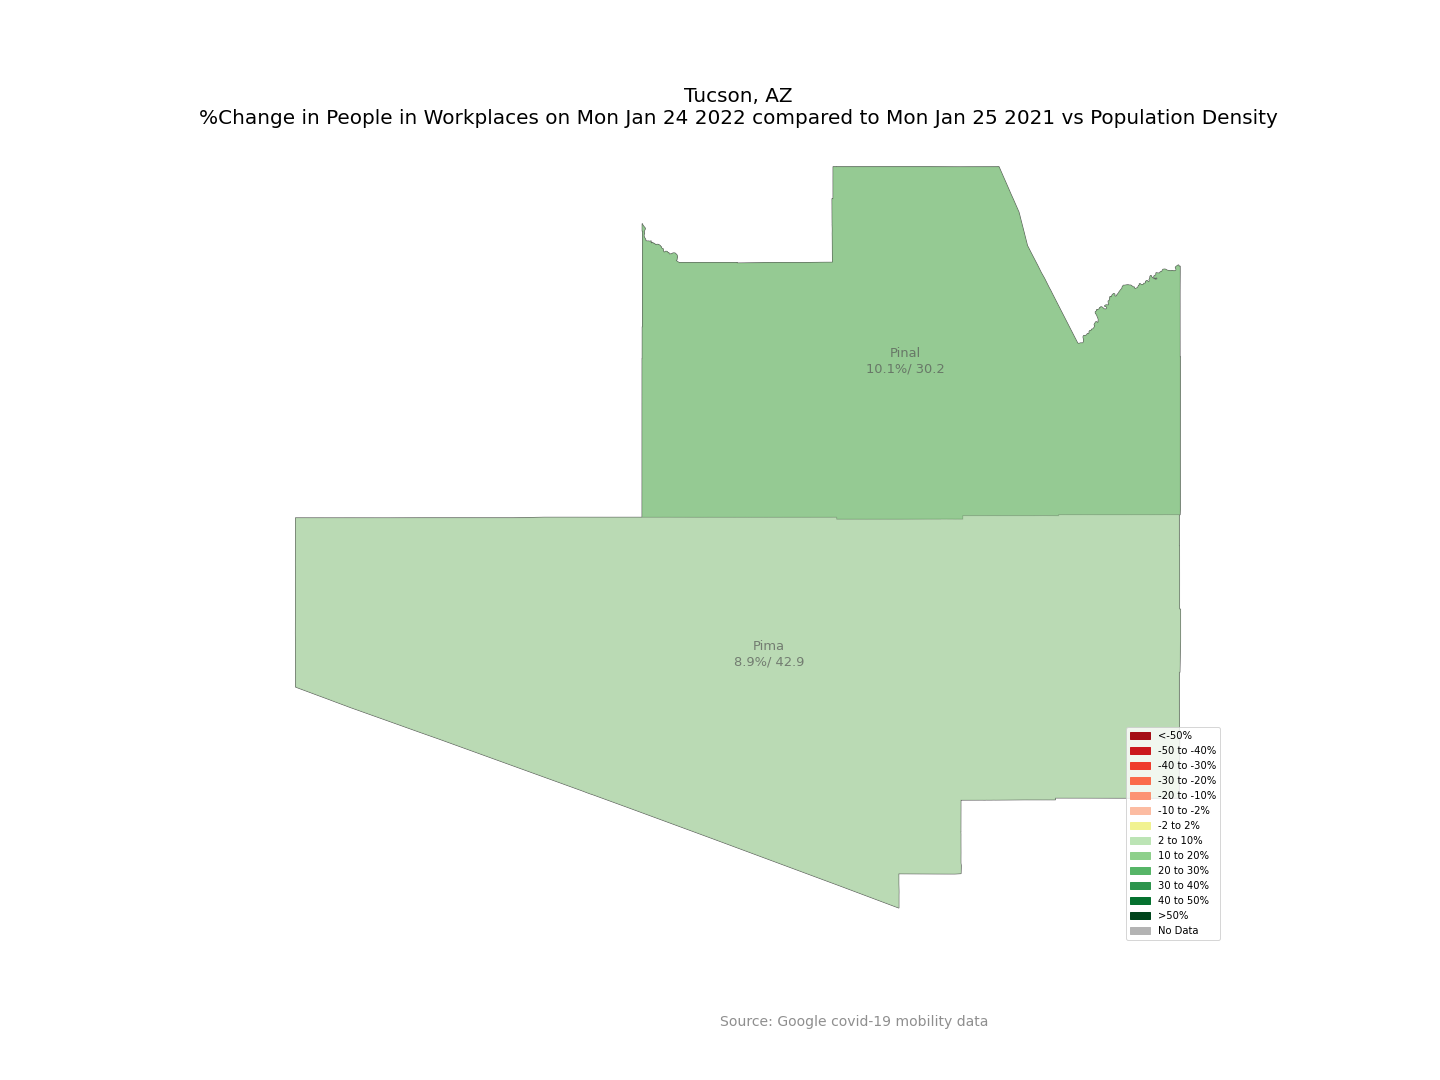 Tucson, AZ
%Change in People in Workplaces on Mon Jan 24 2022 compared to Mon Jan 25 2021 vs Population Density
Pinal
10.1%/ 30.2
Pima
8.9%/ 42.9
<-50%
-50 to -40%
-40 to -30%
-30 to -20%
-20 to -10%
-10 to -2%
-2 to 2%
2 to 10%
10 to 20%
20 to 30%
30 to 40%
40 to 50%
>50%
No Data
Source: Google covid-19 mobility data